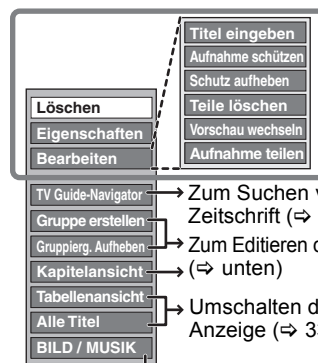 Titel eingeben
Aufnahme schützen
Schutz aufheben
Teile löschen
Vorschau wechseln
Aufnahme teilen
Löschen
Eigenschaften
Bearbeiten
TV Guide-Navigator
Gruppe erstellen
Gruppierg. Aufheben
Kapitelansicht
Tabellenansicht
Alle Titel
BILD / MUSIK
Zum Suchen
Zeitschrift (⇨
Zum Editieren
(⇨ unten)
Umschalten
Anzeige (⇨